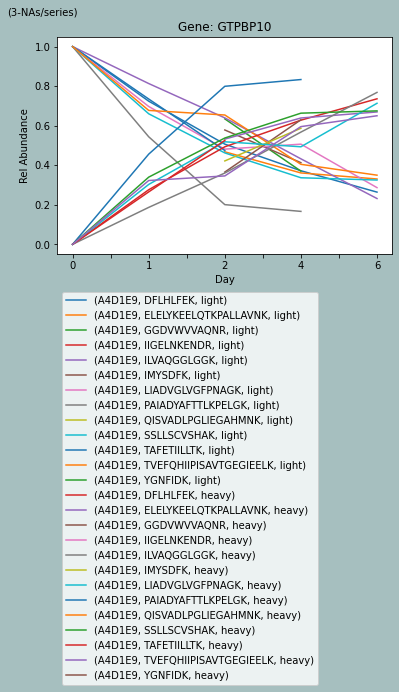 (3-NAs/series)
Gene: GTPBP10
1.0
0.8
0.6
0.4
0.2
0.0
Rel Abundance
0 1 2 4 6
Day
(A4D1E9, DFLHLFEK, light)
(A4D1E9, ELELYKEELQTKPALLAVNK, light)
(A4D1E9, GGDVWVVAQNR, light)
(A4D1E9, IIGELNKENDR, light)
(A4D1E9, ILVAQGGLGGK, light)
(A4D1E9, IMYSDFK, light)
(A4D1E9, LIADVGLVGFPNAGK, light)
(A4D1E9, PAIADYAFTTLKPELGK, light)
(A4D1E9, QISVADLPGLIEGAHMNK, light)
(A4D1E9, SSLLSCVSHAK, light)
(A4D1E9, TAFETIILLTK, light)
(A4D1E9, TVEFQHIIPISAVTGEGIEELK, light)
(A4D1E9, YGNFIDK, light)
(A4D1E9, DFLHLFEK, heavy)
(A4D1E9, ELELYKEELQTKPALLAVNK, heavy)
(A4D1E9, GGDVWVVAQNR, heavy)
(A4D1E9, IIGELNKENDR, heavy)
(A4D1E9, ILVAQGGLGGK, heavy)
(A4D1E9, IMYSDFK, heavy)
(A4D1E9, LIADVGLVGFPNAGK, heavy)
(A4D1E9, PAIADYAFTTLKPELGK, heavy)
(A4D1E9, QISVADLPGLIEGAHMNK, heavy)
(A4D1E9, SSLLSCVSHAK, heavy)
(A4D1E9, TAFETIILLTK, heavy)
(A4D1E9, TVEFQHIIPISAVTGEGIEELK, heavy)
(A4D1E9, YGNFIDK, heavy)